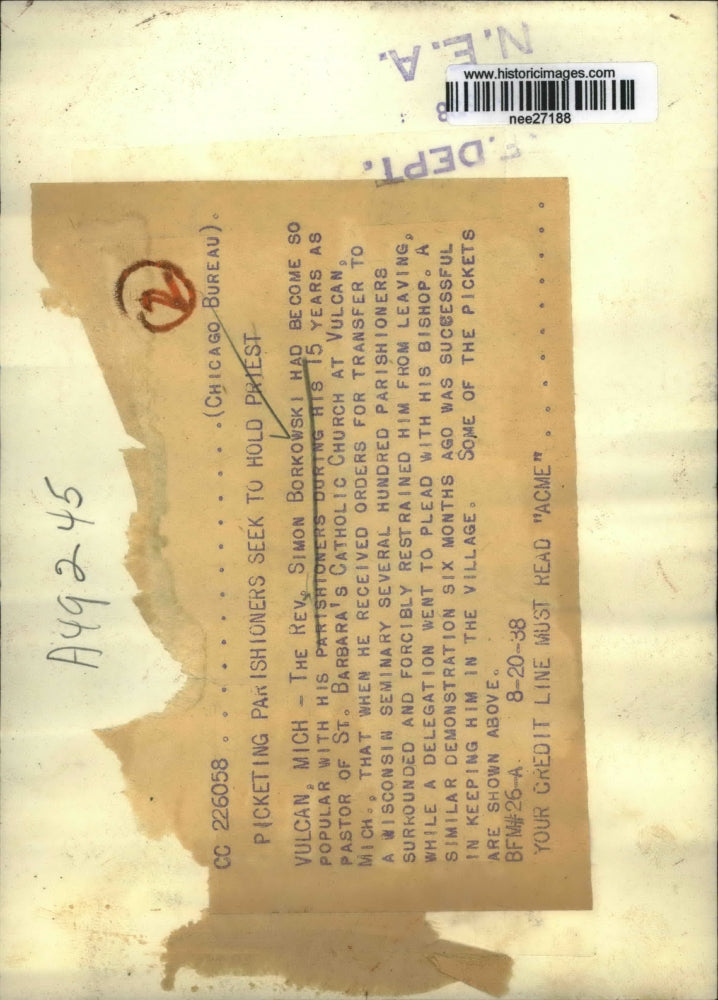 N.E.A.
www.historicimages.com
8
nee27188
F. DEPT.
A49245
2
CC 226058 . . . . . . . . . . . . . . . . (CHICAGO BUREAU).
PICKETING PARISHIONERS SEEK TO HOLD PRIEST
VULCAN, MICH - THE REV. SIMON BORKOWSKI HAD BECOME SO
POPULAR WITH HIS PARISHIONERS DURING HIS 15 YEARS AS
PASTOR OF ST. BARBARA'S CATHOLIC CHURCH AT VULCAN,
MICH., THAT WHEN HE RECEIVED ORDERS FOR TRANSFER TO
A WISCONSIN SEMINARY SEVERAL HUNDRED PARISHIONERS
SURROUNDED AND FORCIBLY RESTRAINED HIM FROM LEAVING,
WHILE A DELEGATION WENT TO PLEAD WITH HIS BISHOP. A
SIMILAR DEMONSTRATION SIX MONTHS AGO WAS SUCCESSFUL
IN KEEPING HIM IN THE VILLAGE. SOME OF THE PICKETS
ARE SHOWN ABOVE.
BFM#26-A 8-20-38
YOUR CREDIT LINE MUST READ "ACME" . . . . . . . . . . .